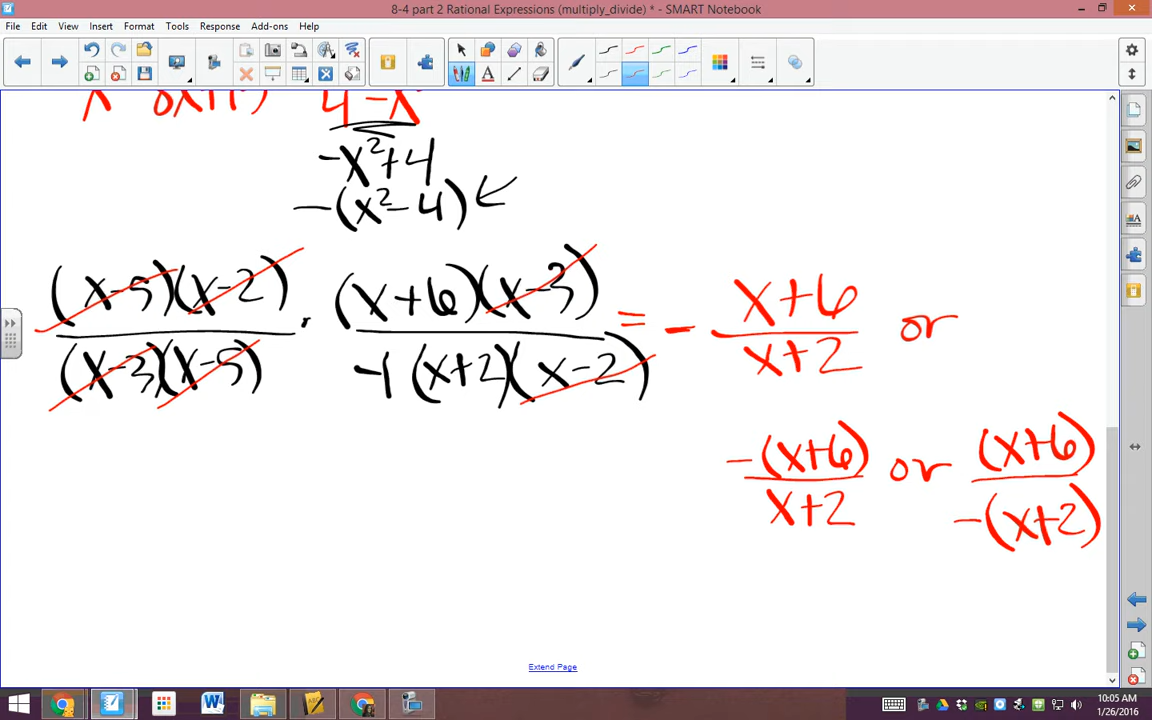 8-4 part 2 Rational Expressions (multiply_divide) * - SMART Notebook
File Edit Insert Format Tools Response Add-ons Help
4 - x²
-x² + 4
-(x² - 4) ←
(x-5)(x-2) / (x-3)(x-5) · (x+6)(x-3) / -1(x+2)(x-2) = - x+6 / x+2 or
-(x+6) / x+2 or (x+6) / -(x+2)
Extend Page
10:05 AM
1/26/2016